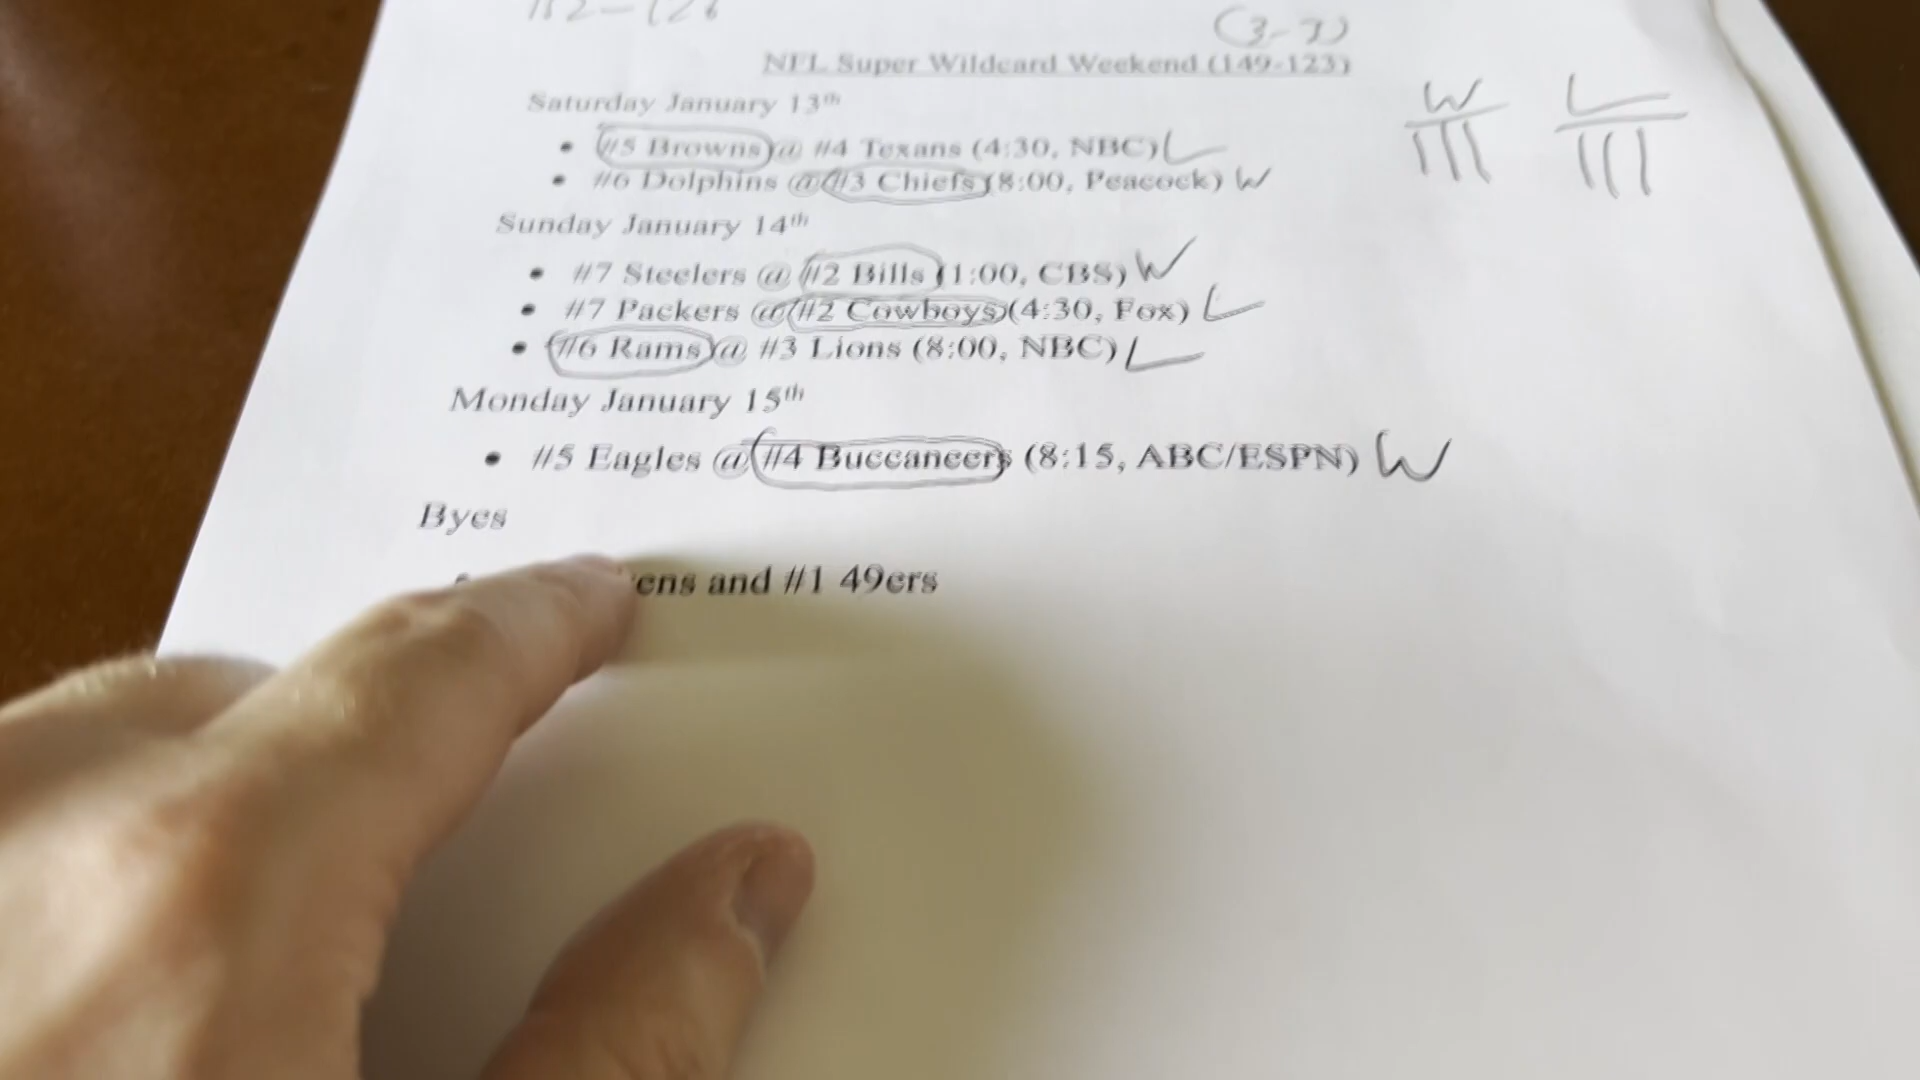 152-126
(3-3)
NFL Super Wildcard Weekend (149-123)
W L
Saturday January 13th
• #5 Browns @ #4 Texans (4:30, NBC) L
• #6 Dolphins @ #3 Chiefs (8:00, Peacock) W
Sunday January 14th
• #7 Steelers @ #2 Bills (1:00, CBS) W
• #7 Packers @ #2 Cowboys (4:30, Fox) L
• #6 Rams @ #3 Lions (8:00, NBC) L
Monday January 15th
• #5 Eagles @ #4 Buccaneers (8:15, ABC/ESPN) W
Byes
ens and #1 49ers